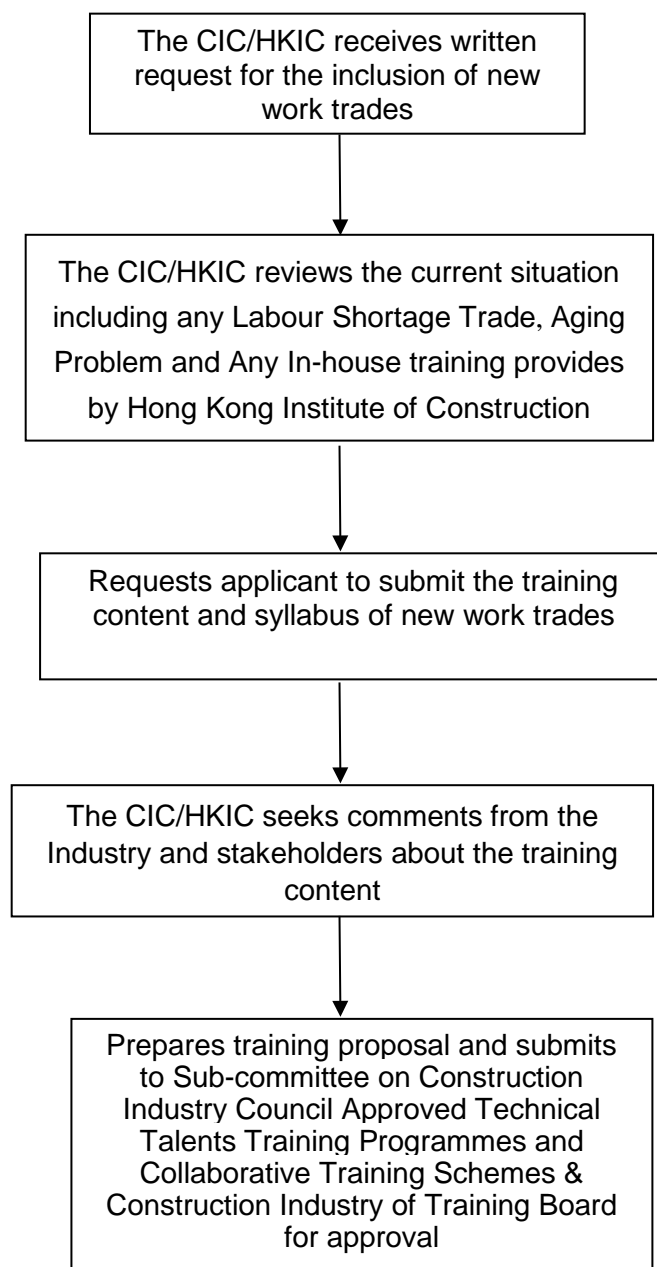 The CIC/HKIC receives written
request for the inclusion of new
work trades
The CIC/HKIC reviews the current situation
including any Labour Shortage Trade, Aging
Problem and Any In-house training provides
by Hong Kong Institute of Construction
Requests applicant to submit the training
content and syllabus of new work trades
The CIC/HKIC seeks comments from the
Industry and stakeholders about the training
content
Prepares training proposal and submits
to Sub-committee on Construction
Industry Council Approved Technical
Talents Training Programmes and
Collaborative Training Schemes &
Construction Industry of Training Board
for approval